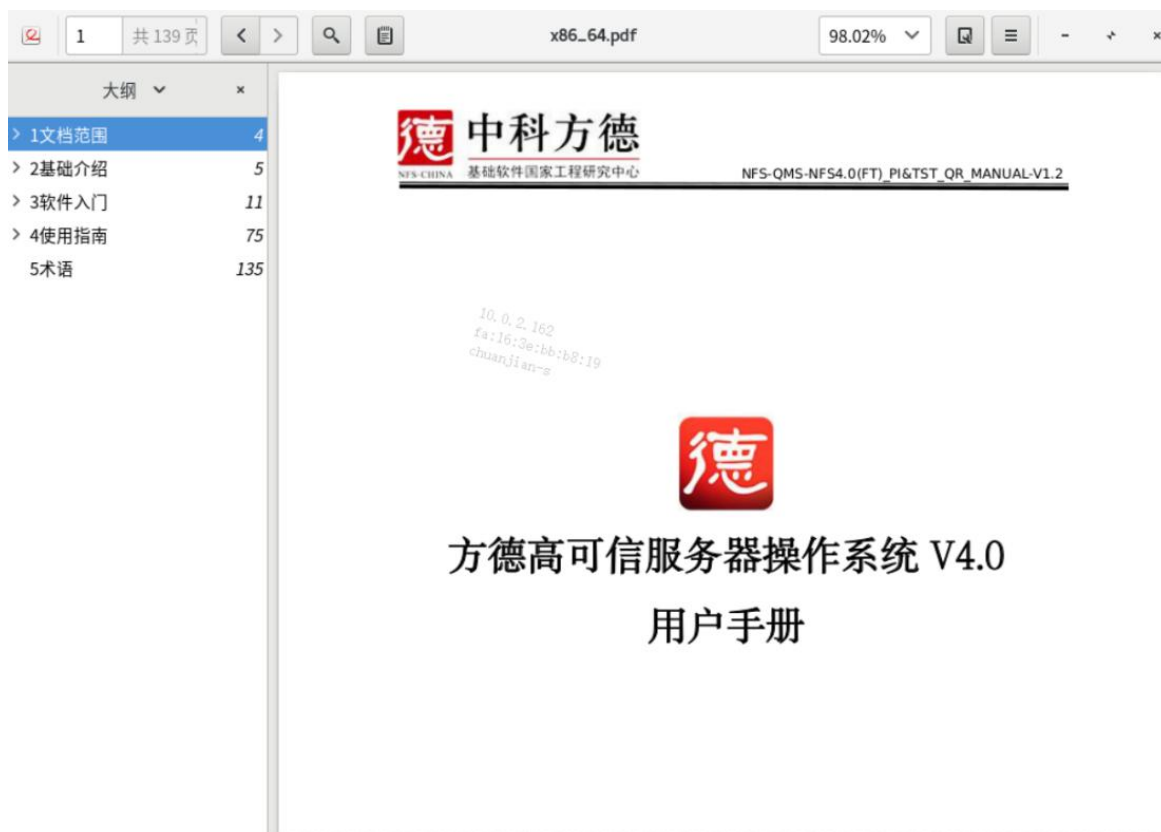 1 共 139 页 x86_64.pdf 98.02%
大纲
1文档范围 4
2基础介绍 5
3软件入门 11
4使用指南 75
5术语 135
德 中科方德
NFS-CHINA 基础软件国家工程研究中心 NFS-QMS-NFS4.0(FT)_PI&TST_QR_MANUAL-V1.2
10.0.2.162
fa:16:3e:bb:b8:19
chuanjian-s
德
方德高可信服务器操作系统 V4.0
用户手册